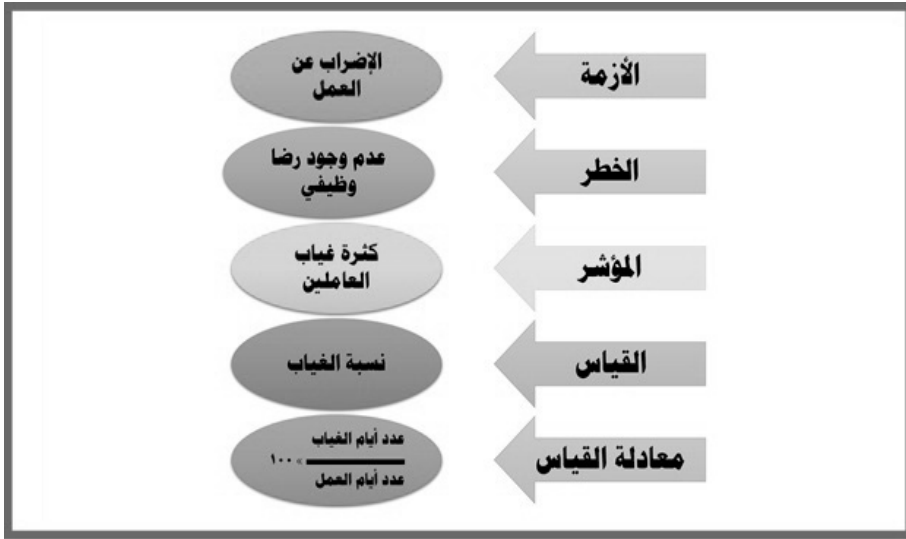 الأزمة
الإضراب عن
العمل
الخطر
عدم وجود رضا
وظيفي
المؤشر
كثرة غياب
العاملين
القياس
نسبة الغياب
معادلة القياس
عدد أيام الغياب
× ١٠٠
عدد أيام العمل